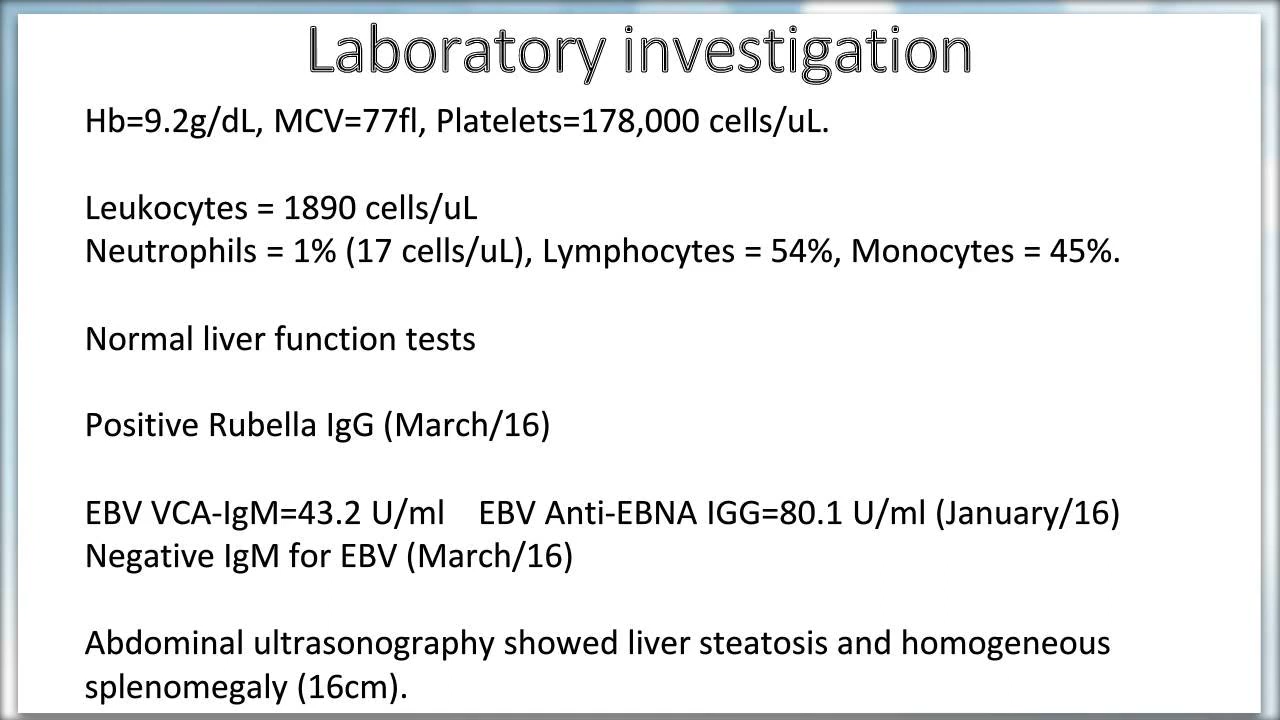 Laboratory investigation
Hb=9.2g/dL, MCV=77fl, Platelets=178,000 cells/uL.
Leukocytes = 1890 cells/uL
Neutrophils = 1% (17 cells/uL), Lymphocytes = 54%, Monocytes = 45%.
Normal liver function tests
Positive Rubella IgG (March/16)
EBV VCA-IgM=43.2 U/ml    EBV Anti-EBNA IGG=80.1 U/ml (January/16)
Negative IgM for EBV (March/16)
Abdominal ultrasonography showed liver steatosis and homogeneous
splenomegaly (16cm).